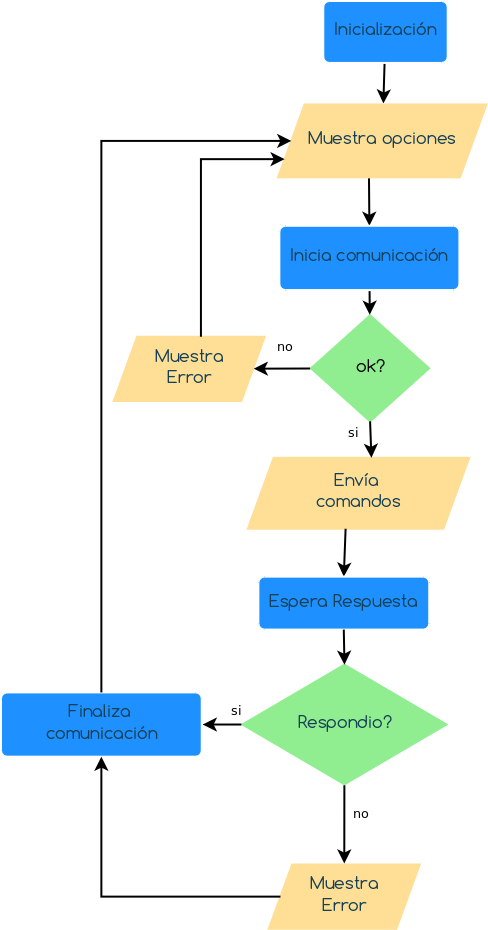 Inicialización
Muestra opciones
Inicia comunicación
ok?
no
Muestra
Error
si
Envía
comandos
Espera Respuesta
Respondio?
si
Finaliza
comunicación
no
Muestra
Error